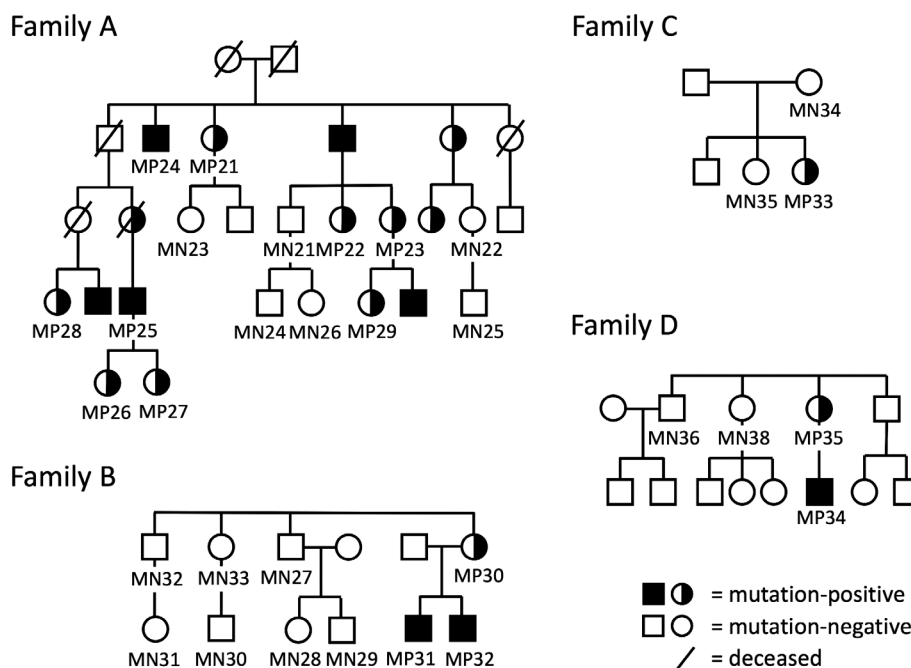 Family A
MP24 MP21
MN23
MN21 MP22 MP23 MN22
MP28 MP25
MN24 MN26 MP29 MN25
MP26 MP27
Family B
MN32 MN33 MN27 MP30
MN31 MN30 MN28 MN29 MP31 MP32
Family C
MN34
MN35 MP33
Family D
MN36 MN38 MP35
MP34
= mutation-positive
= mutation-negative
= deceased